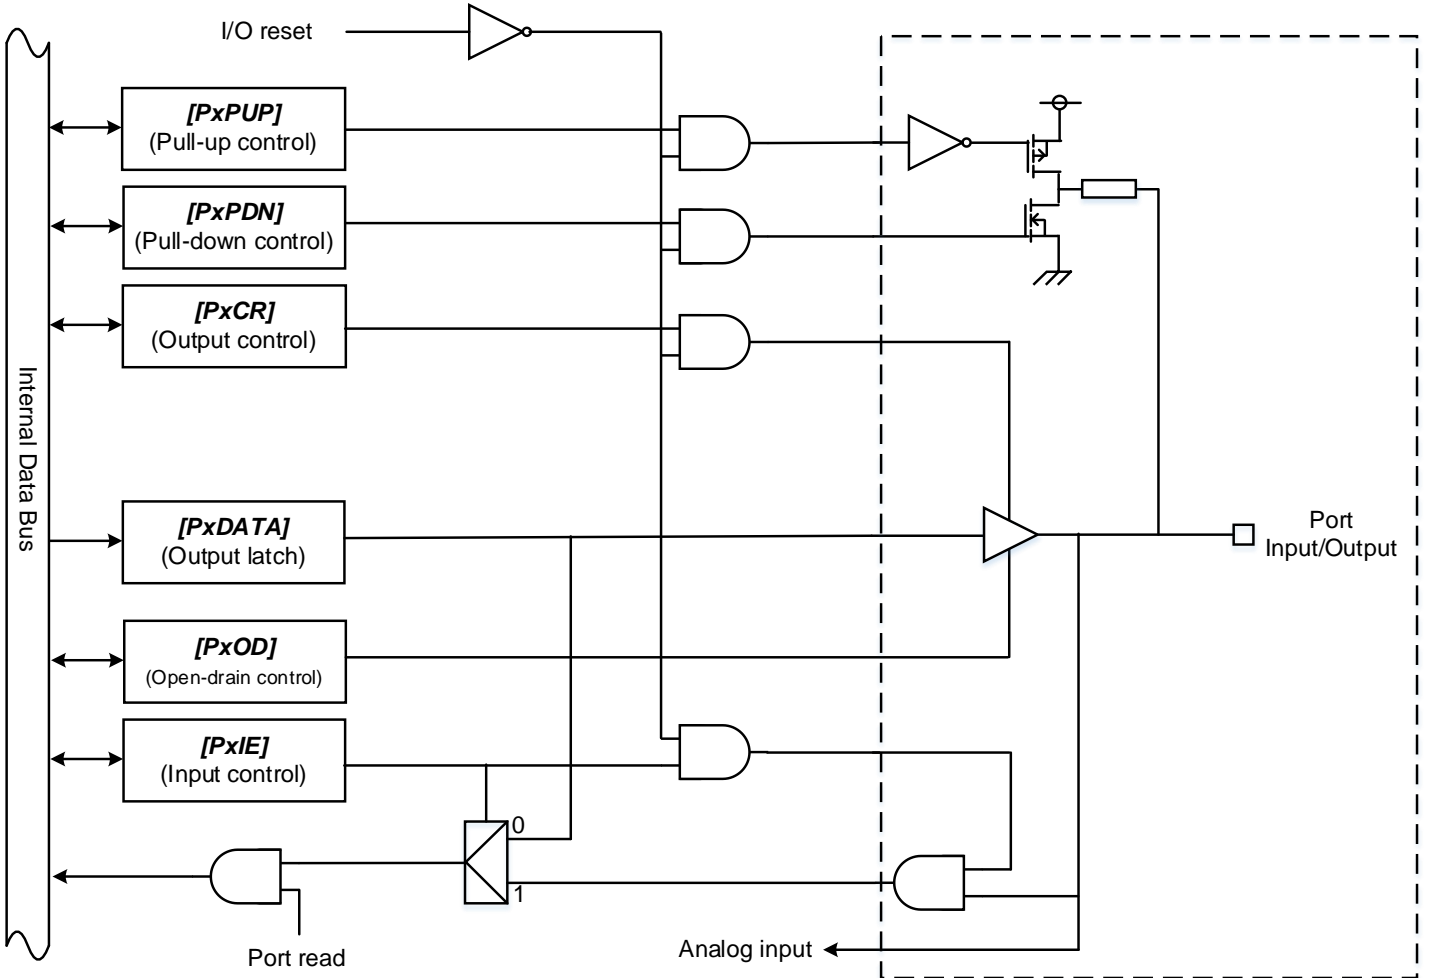 I/O reset
[PxPUP]
(Pull-up control)
[PxPDN]
(Pull-down control)
[PxCR]
(Output control)
Internal Data Bus
[PxDATA]
(Output latch)
Port
Input/Output
[PxOD]
(Open-drain control)
[PxIE]
(Input control)
0
1
Port read
Analog input